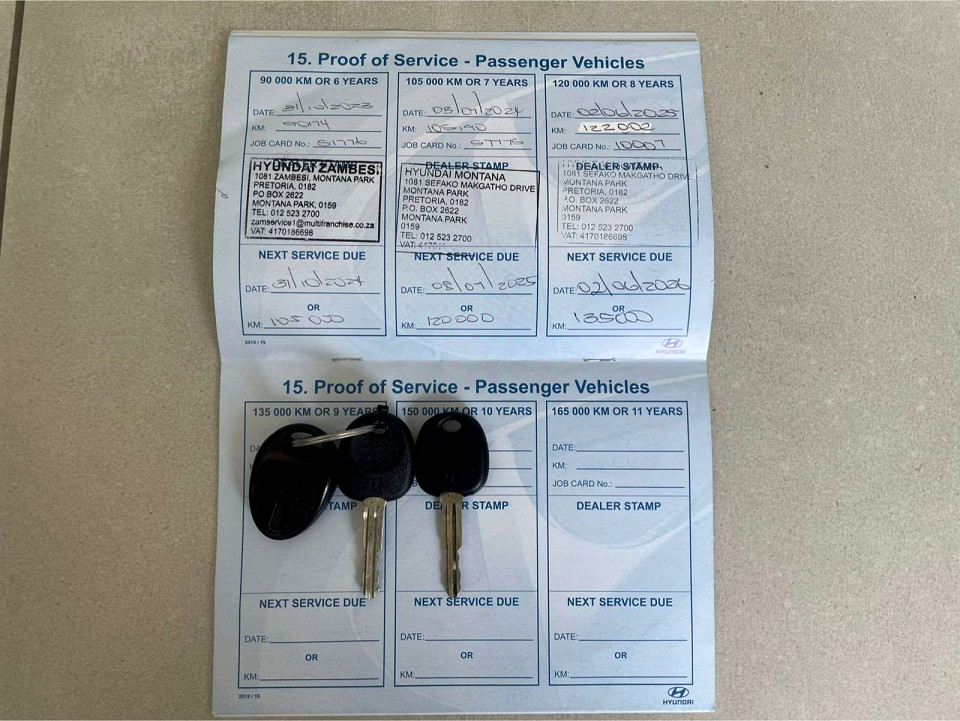 15. Proof of Service - Passenger Vehicles
90 000 KM OR 6 YEARS
DATE: 31/10/2023
KM: 90174
JOB CARD No.: 51776
HYUNDAI ZAMBESI
1081 ZAMBESI, MONTANA PARK
PRETORIA, 0182
PO BOX 2622
MONTANA PARK, 0159
TEL: 012 523 2700
zamservice1@multifranchise.co.za
VAT: 4170186698
NEXT SERVICE DUE
DATE: 31/10/2024
OR
KM: 105 000
2019 / 19
105 000 KM OR 7 YEARS
DATE: 03/07/2024
KM: 105190
JOB CARD No.: 57775
DEALER STAMP
HYUNDAI MONTANA
1081 SEFAKO MAKGATHO DRIVE
MONTANA PARK
PRETORIA, 0182
P.O. BOX 2622
MONTANA PARK
0159
TEL: 012 523 2700
VAT:
NEXT SERVICE DUE
DATE: 03/07/2025
OR
KM: 120000
120 000 KM OR 8 YEARS
DATE: 02/06/2025
KM: 122002
JOB CARD No.: 10007
DEALER STAMP
1081 SEFAKO MAKGATHO DRIVE
MONTANA PARK
PRETORIA, 0182
P.O. BOX 2622
MONTANA PARK
0159
TEL: 012 523 2700
VAT: 4170186698
NEXT SERVICE DUE
DATE: 02/06/2026
OR
KM: 135000
HYUNDAI
15. Proof of Service - Passenger Vehicles
135 000 KM OR 9 YEARS
STAMP
NEXT SERVICE DUE
DATE:
OR
KM:
2019 / 19
150 000 KM OR 10 YEARS
STAMP
NEXT SERVICE DUE
DATE:
OR
KM:
165 000 KM OR 11 YEARS
DATE:
KM:
JOB CARD No.:
DEALER STAMP
NEXT SERVICE DUE
DATE:
OR
KM:
HYUNDAI